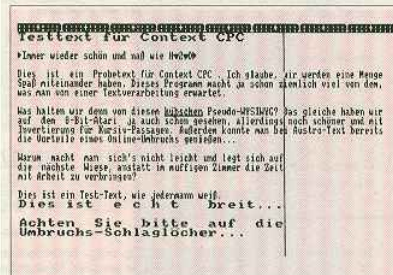 Testtext für Context CPC
Immer wieder schön und naß wie H2O
Dies ist ein Probetext für Context CPC . Ich glaube, wir werden eine Menge
Spaß miteinander haben. Dieses Programm macht ja schon ziemlich viel von dem,
was man von einer Textverarbeitung erwartet.
Was halten wir denn von diesem hübschen Pseudo-WYSIWYG? Das gleiche haben wir
auf dem 8-Bit-Atari ja auch schon gesehen, allerdings noch schöner und mit
Invertierung für Kursiv-Passagen. Außerdem konnte man bei Austro-Text bereits
die Vorteile eines Online-Umbruchs genießen...
Warum macht man sich's nicht leicht und legt sich auf
die nächste Wiese, anstatt im muffigen Zimmer die Zeit
mit Arbeit zu verbringen?
Dies ist ein Test-Text, wie jedermann weiß.
Dies ist e c h t breit...
Achten Sie bitte auf die
Umbruchs-Schlaglöcher...